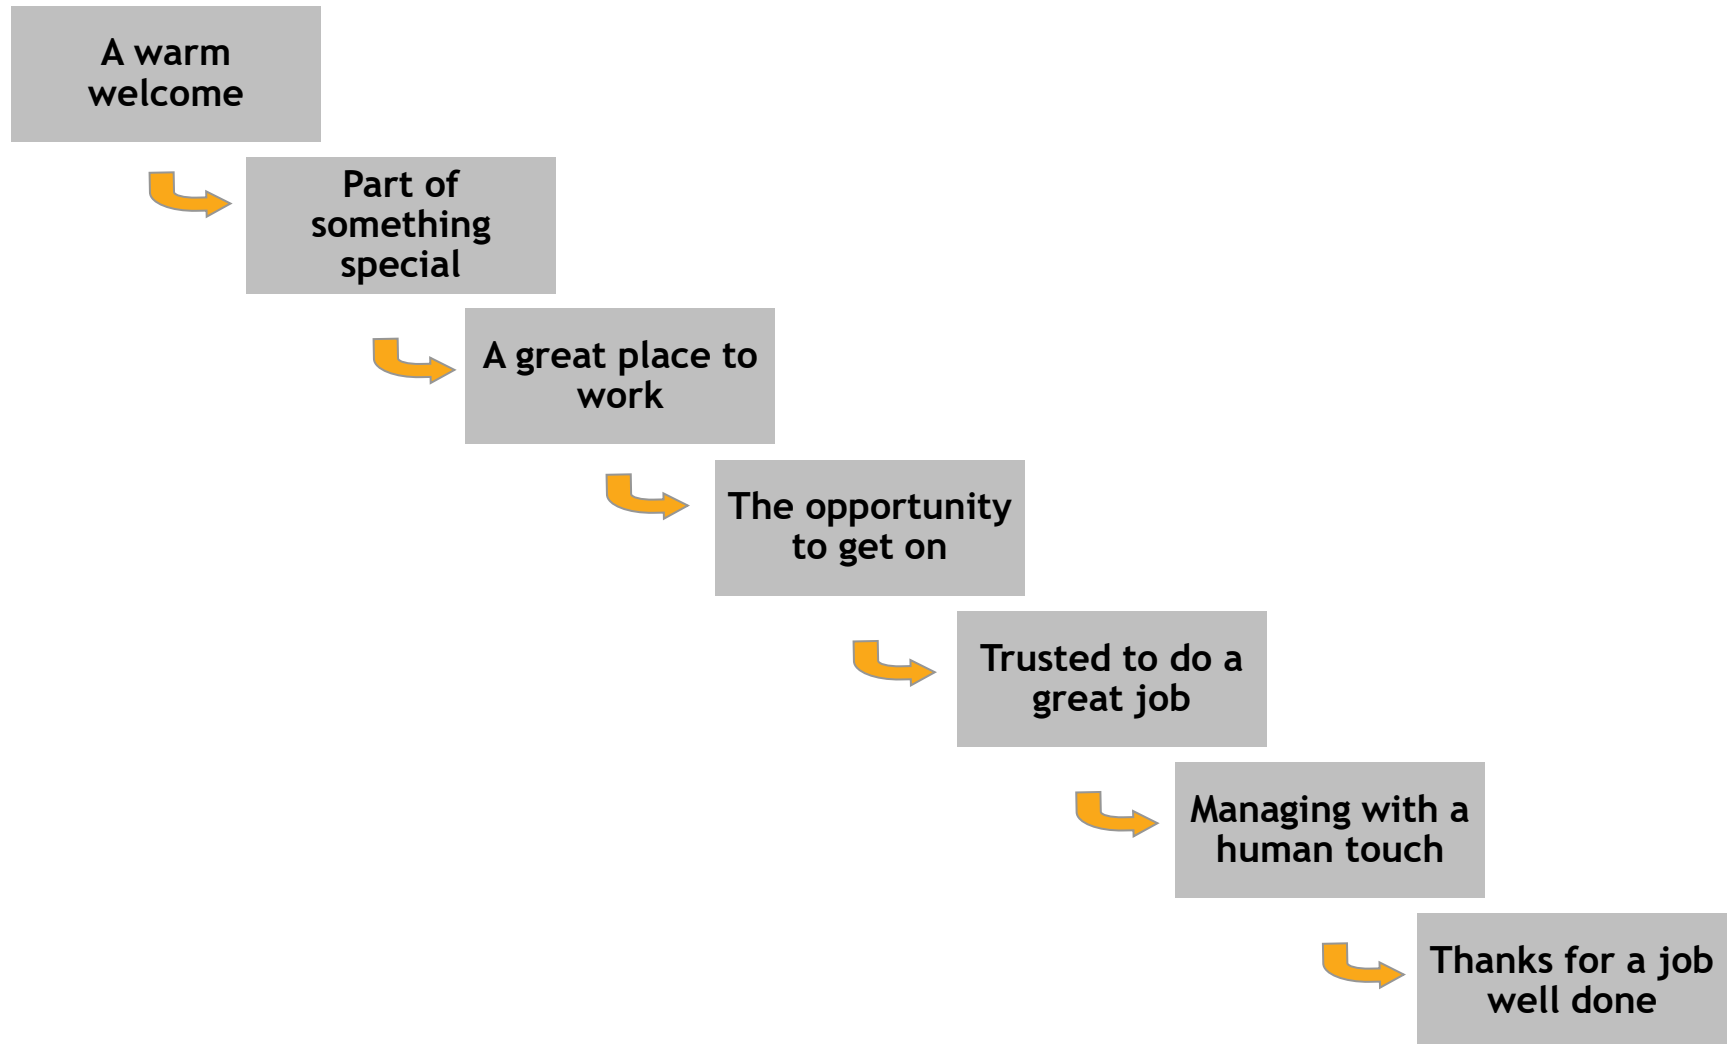 A warm
welcome
Part of
something
special
A great place to
work
The opportunity
to get on
Trusted to do a
great job
Managing with a
human touch
Thanks for a job
well done